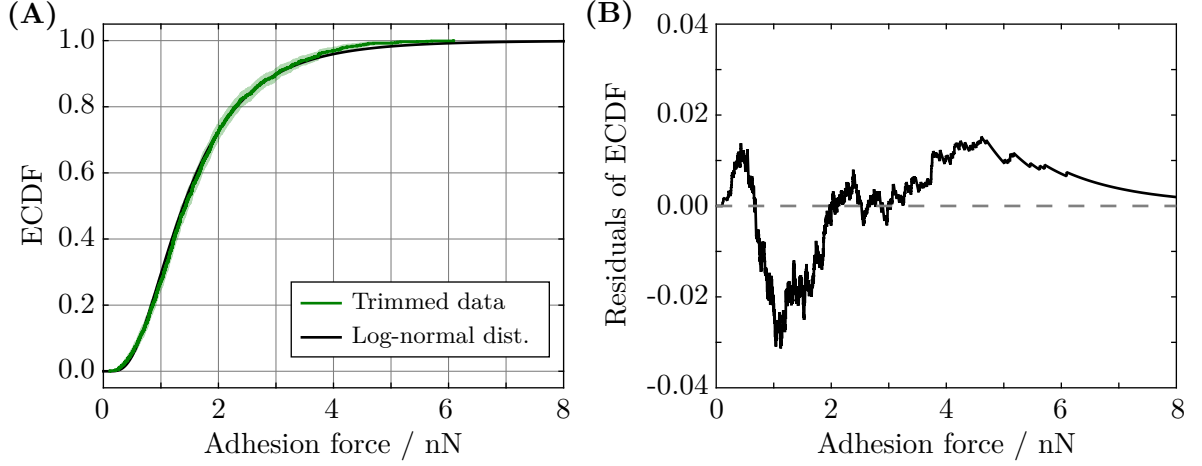 (A)
ECDF
1.0
0.8
0.6
0.4
0.2
0.0
Trimmed data
Log-normal dist.
0 2 4 6 8
Adhesion force / nN
(B)
Residuals of ECDF
0.04
0.02
0.00
-0.02
-0.04
0 2 4 6 8
Adhesion force / nN